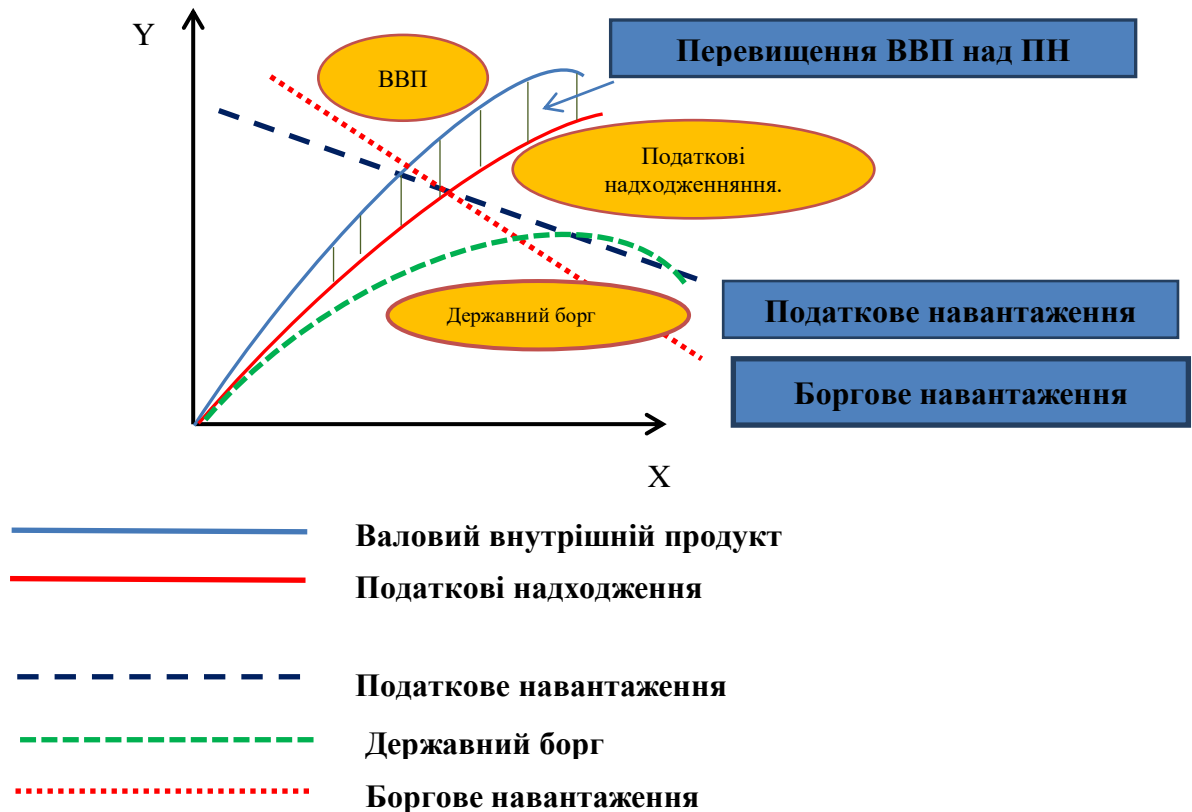 Y
ВВП
Перевищення ВВП над ПН
Податкові
надходженняння.
Державний борг
Податкове навантаження
Боргове навантаження
X
Валовий внутрішній продукт
Податкові надходження
Податкове навантаження
Державний борг
Боргове навантаження